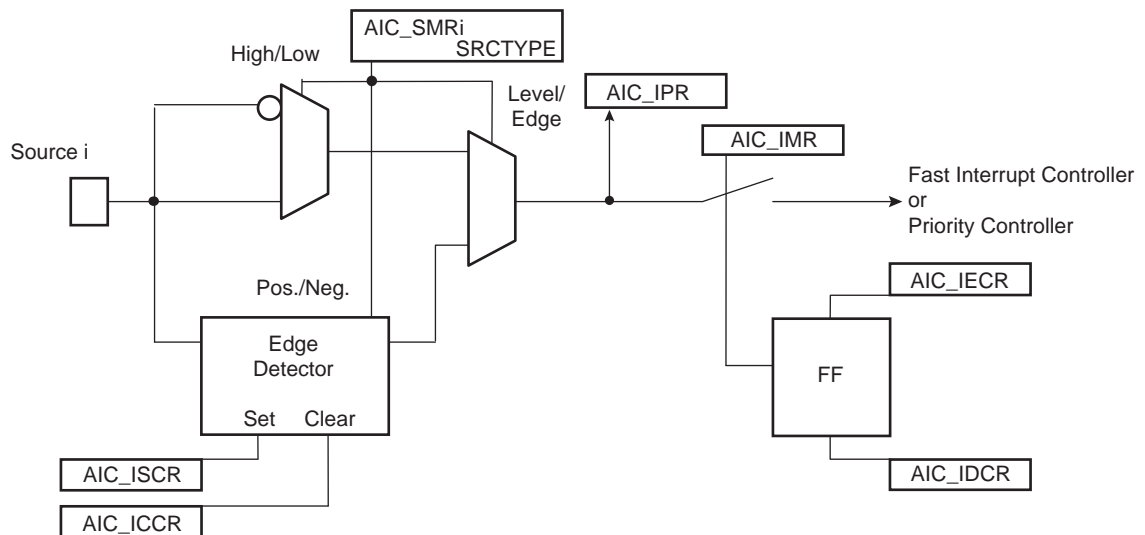 AIC_SMRi
SRCTYPE
High/Low
Level/
Edge
AIC_IPR
AIC_IMR
Source i
Fast Interrupt Controller
or
Priority Controller
Pos./Neg.
AIC_IECR
Edge
Detector
FF
Set Clear
AIC_ISCR
AIC_IDCR
AIC_ICCR